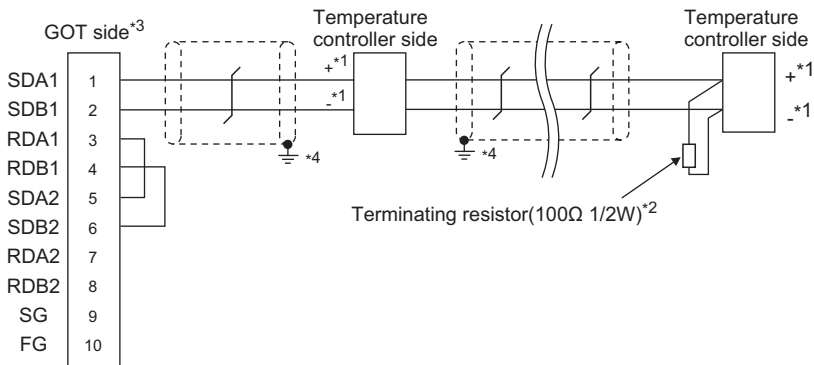 GOT side*3
Temperature
controller side
Temperature
controller side
SDA1 1
SDB1 2
RDA1 3
RDB1 4
SDA2 5
SDB2 6
RDA2 7
RDB2 8
SG 9
FG 10
+*1
-*1
*4
*4
+*1
-*1
Terminating resistor(100Ω 1/2W)*2